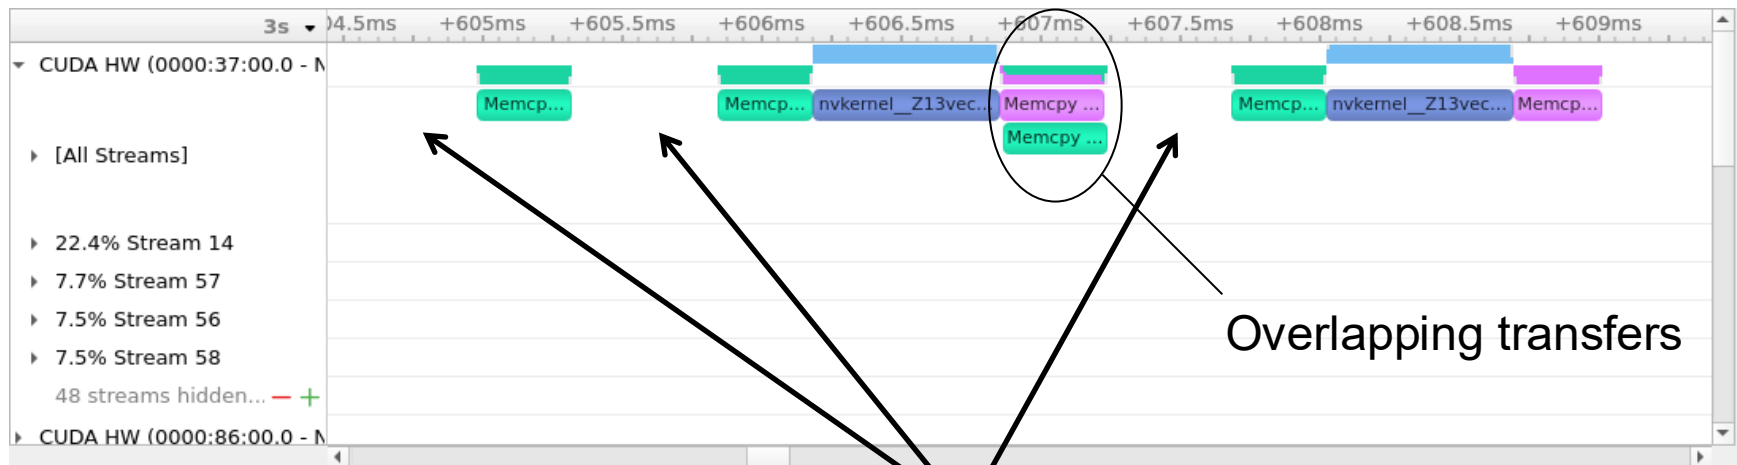 3s 04.5ms +605ms +605.5ms +606ms +606.5ms +607ms +607.5ms +608ms +608.5ms +609ms
CUDA HW (0000:37:00.0 - N
Memcp... Memcp... nvkernel__Z13vec... Memcpy ... Memcp... nvkernel__Z13vec... Memcp...
Memcpy ...
[All Streams]
22.4% Stream 14
7.7% Stream 57
7.5% Stream 56
Overlapping transfers
7.5% Stream 58
48 streams hidden... − +
CUDA HW (0000:86:00.0 - N